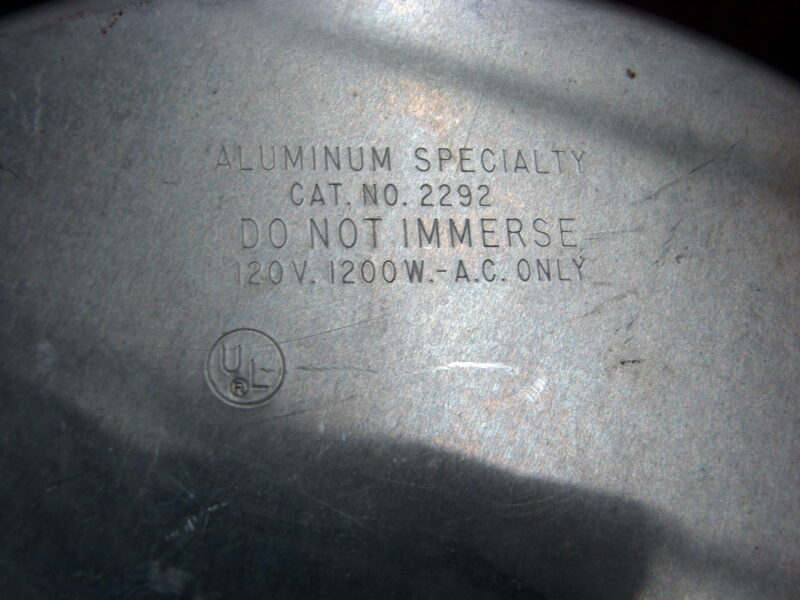 ALUMINUM SPECIALTY
CAT. NO. 2292
DO NOT IMMERSE
120V. 1200W.-A.C. ONLY
UL®